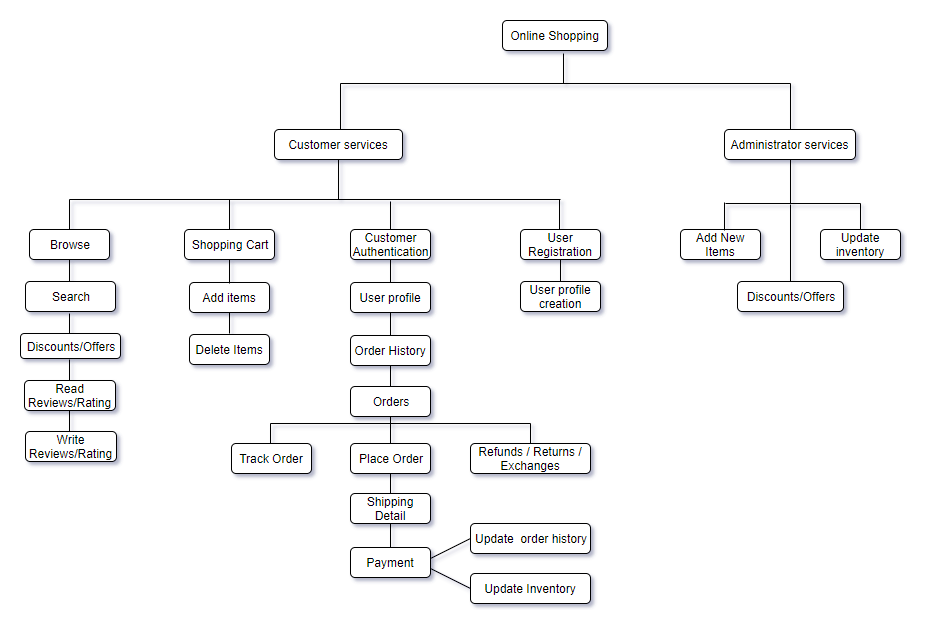 Online Shopping
Customer services
Administrator services
Browse
Shopping Cart
Customer
Authentication
User
Registration
Add New
Items
Update
inventory
Search
Add items
User profile
User profile
creation
Discounts/Offers
Discounts/Offers
Delete Items
Order History
Read
Reviews/Rating
Orders
Write
Reviews/Rating
Track Order
Place Order
Refunds / Returns /
Exchanges
Shipping
Detail
Payment
Update  order history
Update Inventory